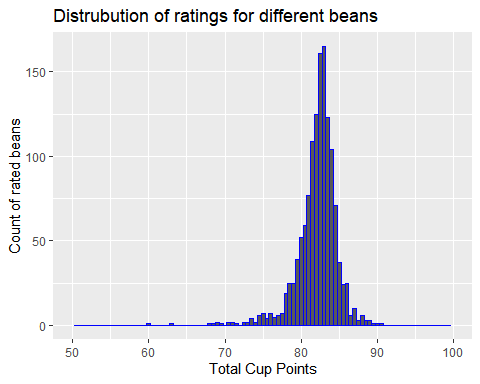 Distrubution of ratings for different beans
Count of rated beans
150
100
50
0
50 60 70 80 90 100
Total Cup Points